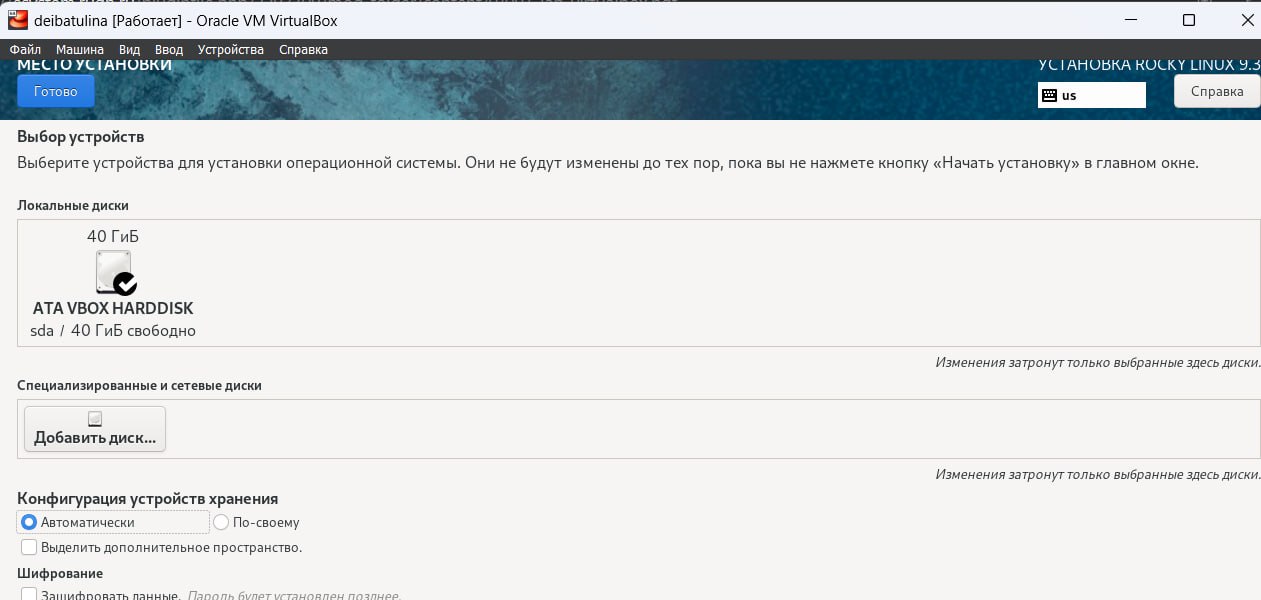 deibatulina [Работает] - Oracle VM VirtualBox
Файл Машина Вид Ввод Устройства Справка
МЕСТО УСТАНОВКИ
УСТАНОВКА ROCKY LINUX 9.3
Готово
us
Справка
Выбор устройств
Выберите устройства для установки операционной системы. Они не будут изменены до тех пор, пока вы не нажмете кнопку «Начать установку» в главном окне.
Локальные диски
40 ГиБ
ATA VBOX HARDDISK
sda / 40 ГиБ свободно
Изменения затронут только выбранные здесь диски.
Специализированные и сетевые диски
Добавить диск...
Изменения затронут только выбранные здесь диски.
Конфигурация устройств хранения
Автоматически По-своему
Выделить дополнительное пространство.
Шифрование
Зашифровать данные. Пароль будет установлен позднее.